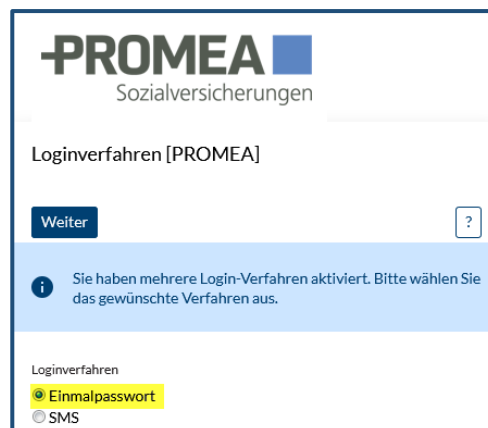 PROMEA
Sozialversicherungen
Loginverfahren [PROMEA]
Weiter
?
Sie haben mehrere Login-Verfahren aktiviert. Bitte wählen Sie
das gewünschte Verfahren aus.
Loginverfahren
Einmalpasswort
SMS